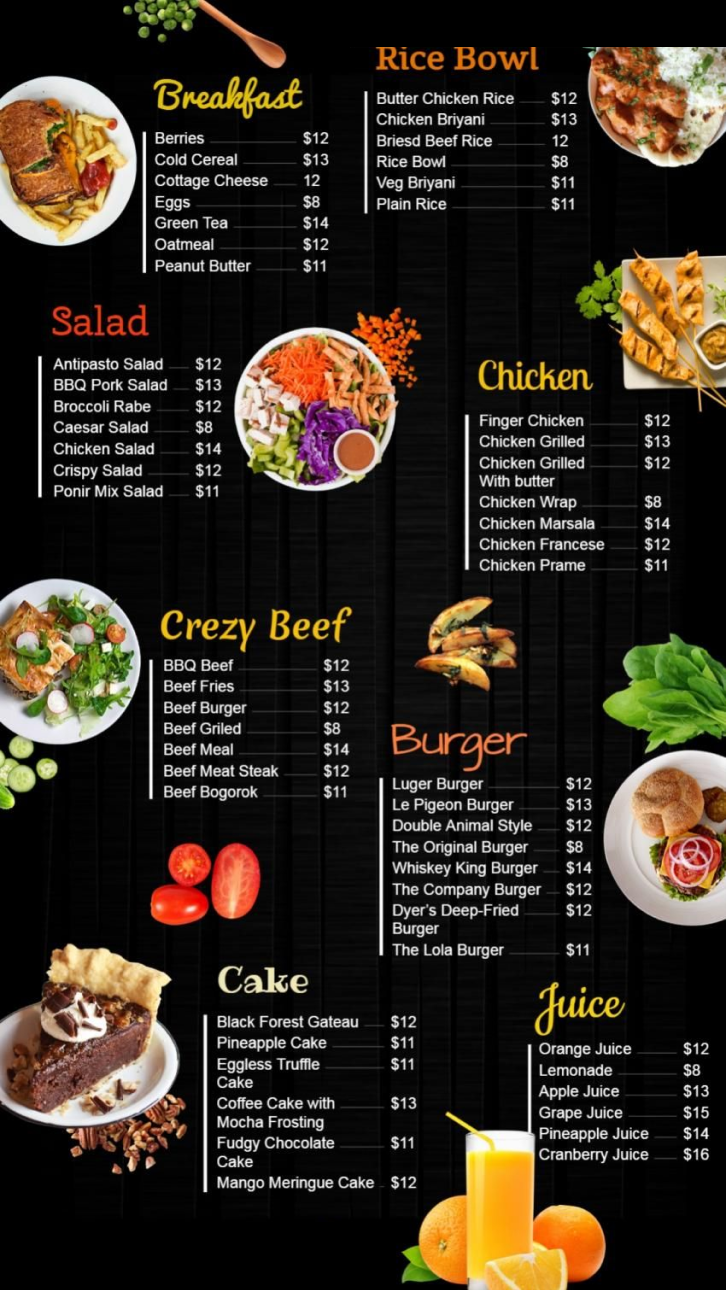 Rice Bowl
Butter Chicken Rice $12
Chicken Briyani $13
Briesd Beef Rice 12
Rice Bowl $8
Veg Briyani $11
Plain Rice $11
Breakfast
Berries $12
Cold Cereal $13
Cottage Cheese 12
Eggs $8
Green Tea $14
Oatmeal $12
Peanut Butter $11
Salad
Antipasto Salad $12
BBQ Pork Salad $13
Broccoli Rabe $12
Caesar Salad $8
Chicken Salad $14
Crispy Salad $12
Ponir Mix Salad $11
Chicken
Finger Chicken $12
Chicken Grilled $13
Chicken Grilled $12
With butter
Chicken Wrap $8
Chicken Marsala $14
Chicken Francese $12
Chicken Prame $11
Crezy Beef
BBQ Beef $12
Beef Fries $13
Beef Burger $12
Beef Griled $8
Beef Meal $14
Beef Meat Steak $12
Beef Bogorok $11
Burger
Luger Burger $12
Le Pigeon Burger $13
Double Animal Style $12
The Original Burger $8
Whiskey King Burger $14
The Company Burger $12
Dyer's Deep-Fried $12
Burger
The Lola Burger $11
Cake
Black Forest Gateau $12
Pineapple Cake $11
Eggless Truffle $11
Cake
Coffee Cake with $13
Mocha Frosting
Fudgy Chocolate $11
Cake
Mango Meringue Cake $12
Juice
Orange Juice $12
Lemonade $8
Apple Juice $13
Grape Juice $15
Pineapple Juice $14
Cranberry Juice $16